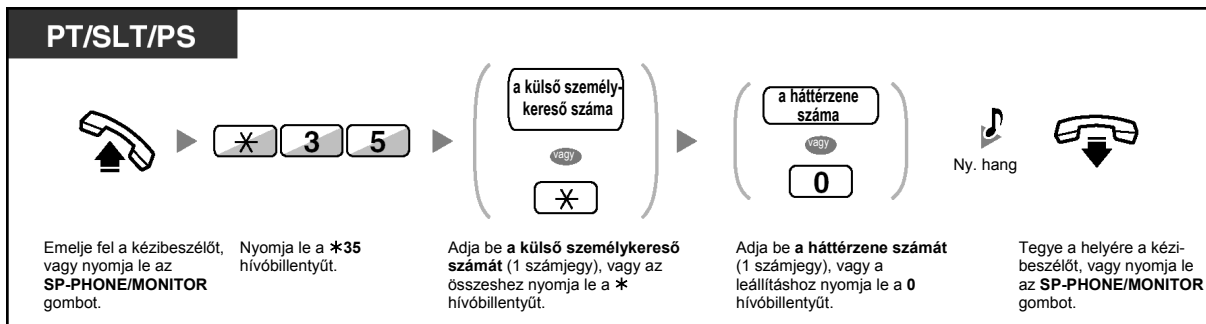 PT/SLT/PS
✳ 3 5
a külső személy-
kereső száma
vagy
✳
a háttérzene
száma
vagy
0
Ny. hang
Emelje fel a kézibeszélőt,
vagy nyomja le az
SP-PHONE/MONITOR
gombot.
Nyomja le a ✳35
hívóbillentyűt.
Adja be a külső személykereső
számát (1 számjegy), vagy az
összeshez nyomja le a ✳
hívóbillentyűt.
Adja be a háttérzene számát
(1 számjegy), vagy a
leállításhoz nyomja le a 0
hívóbillentyűt.
Tegye a helyére a kézi-
beszélőt, vagy nyomja le
az SP-PHONE/MONITOR
gombot.